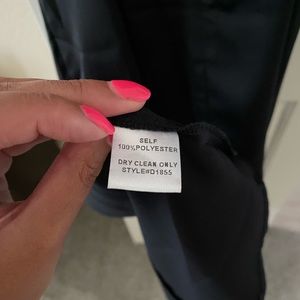 SELF
100%POLYESTER
DRY CLEAN ONLY
STYLE#D1855